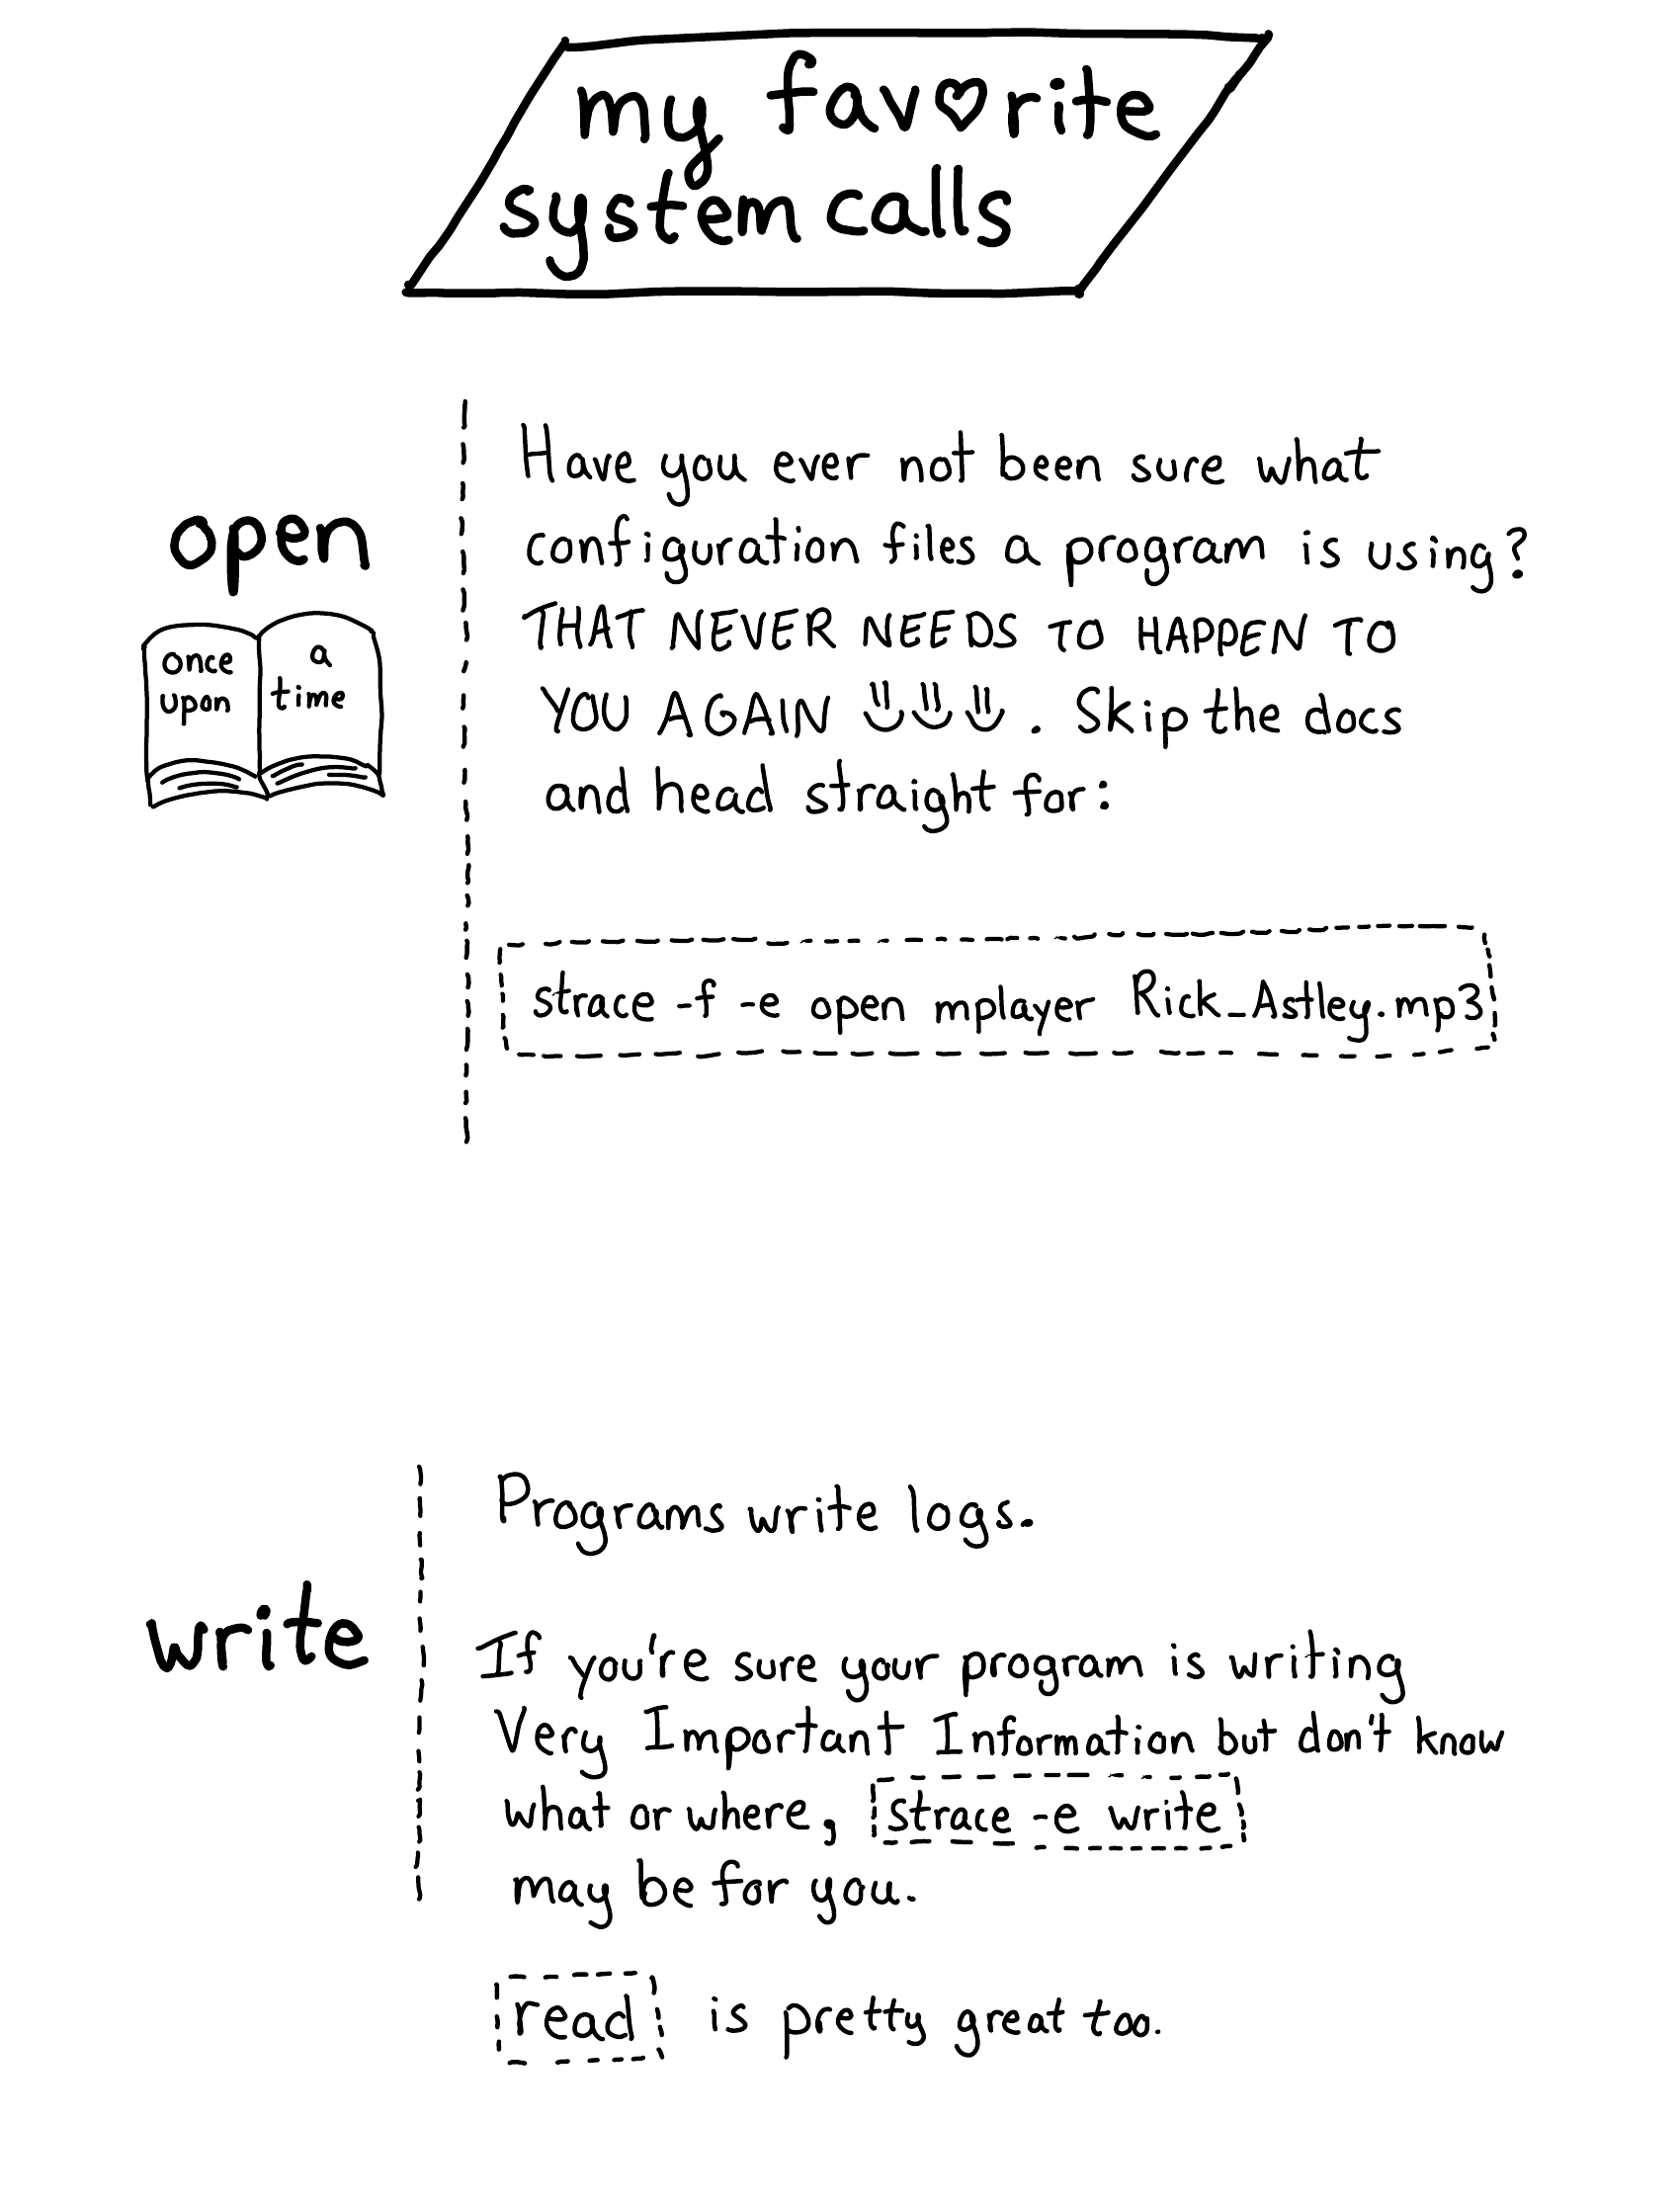 my fav♡rite
system calls
open
once
upon
a
time
Have you ever not been sure what
configuration files a program is using?
THAT NEVER NEEDS TO HAPPEN TO
YOU AGAIN . Skip the docs
and head straight for:
strace -f -e open mplayer Rick_Astley.mp3
write
Programs write logs.
If you're sure your program is writing
Very Important Information but don't know
what or where, strace -e write
may be for you.
read is pretty great too.